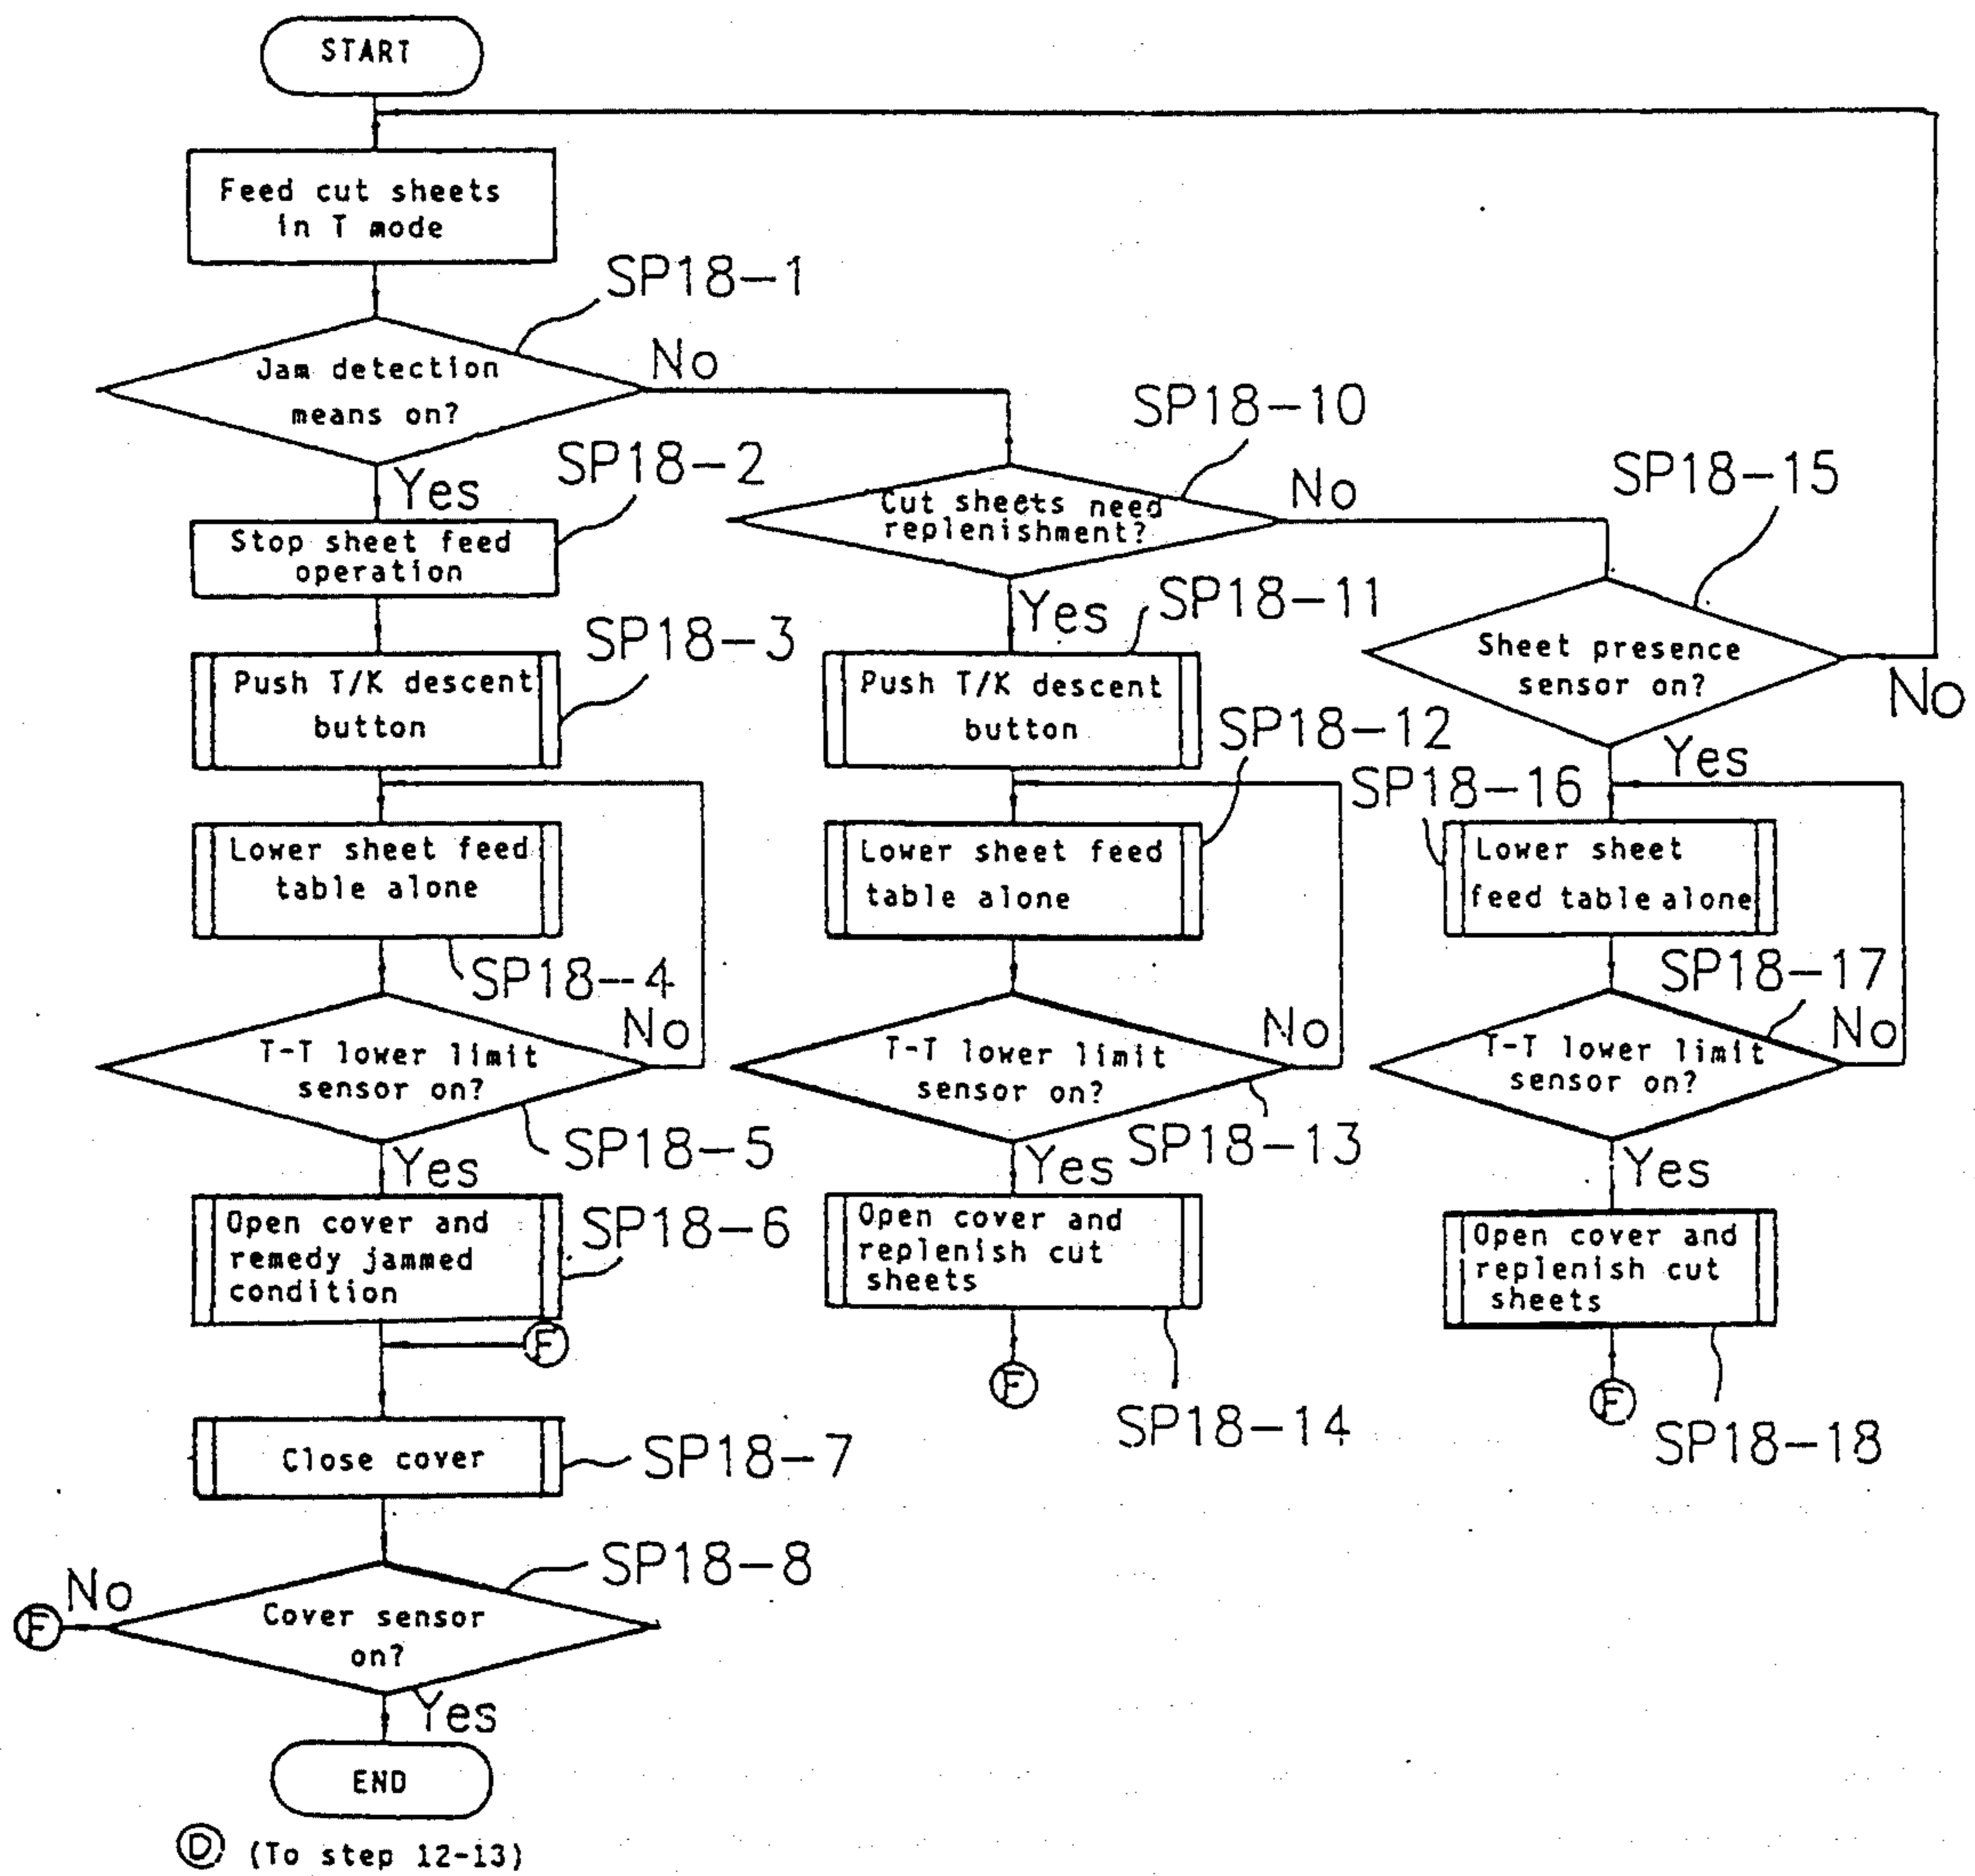 START
Feed cut sheets
in T mode
SP18-1
Jam detection
means on?
No
Yes
SP18-2
Stop sheet feed
operation
SP18-3
Push T/K descent
button
Lower sheet feed
table alone
SP18-4
T-T lower limit
sensor on?
No
SP18-5
Yes
Open cover and
remedy jammed
condition
SP18-6
F
Close cover
SP18-7
SP18-8
Cover sensor
on?
No
F
Yes
END
D (To step 12-13)
SP18-10
Cut sheets need
replenishment?
No
Yes
SP18-11
Push T/K descent
button
SP18-12
Lower sheet feed
table alone
T-T lower limit
sensor on?
No
SP18-13
Yes
Open cover and
replenish cut
sheets
F
SP18-14
SP18-15
Sheet presence
sensor on?
No
Yes
SP18-16
Lower sheet
feed table alone
SP18-17
T-T lower limit
sensor on?
No
Yes
Open cover and
replenish cut
sheets
F
SP18-18